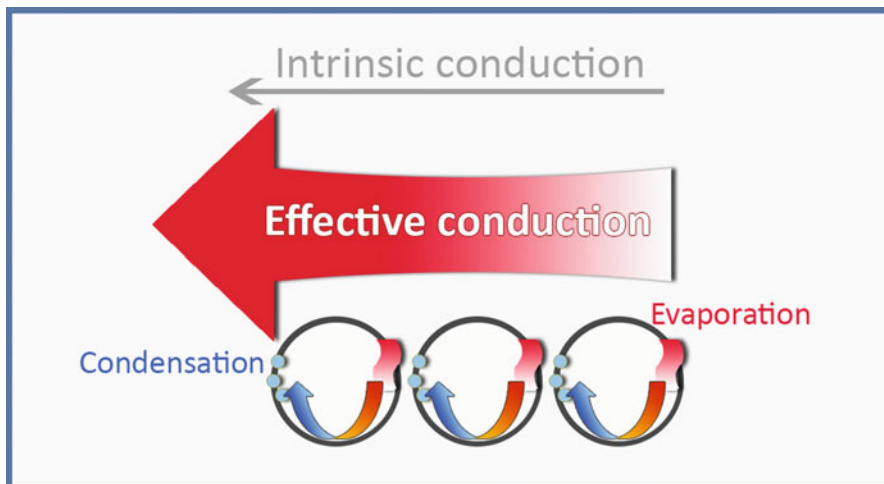 Intrinsic conduction
Effective conduction
Evaporation
Condensation